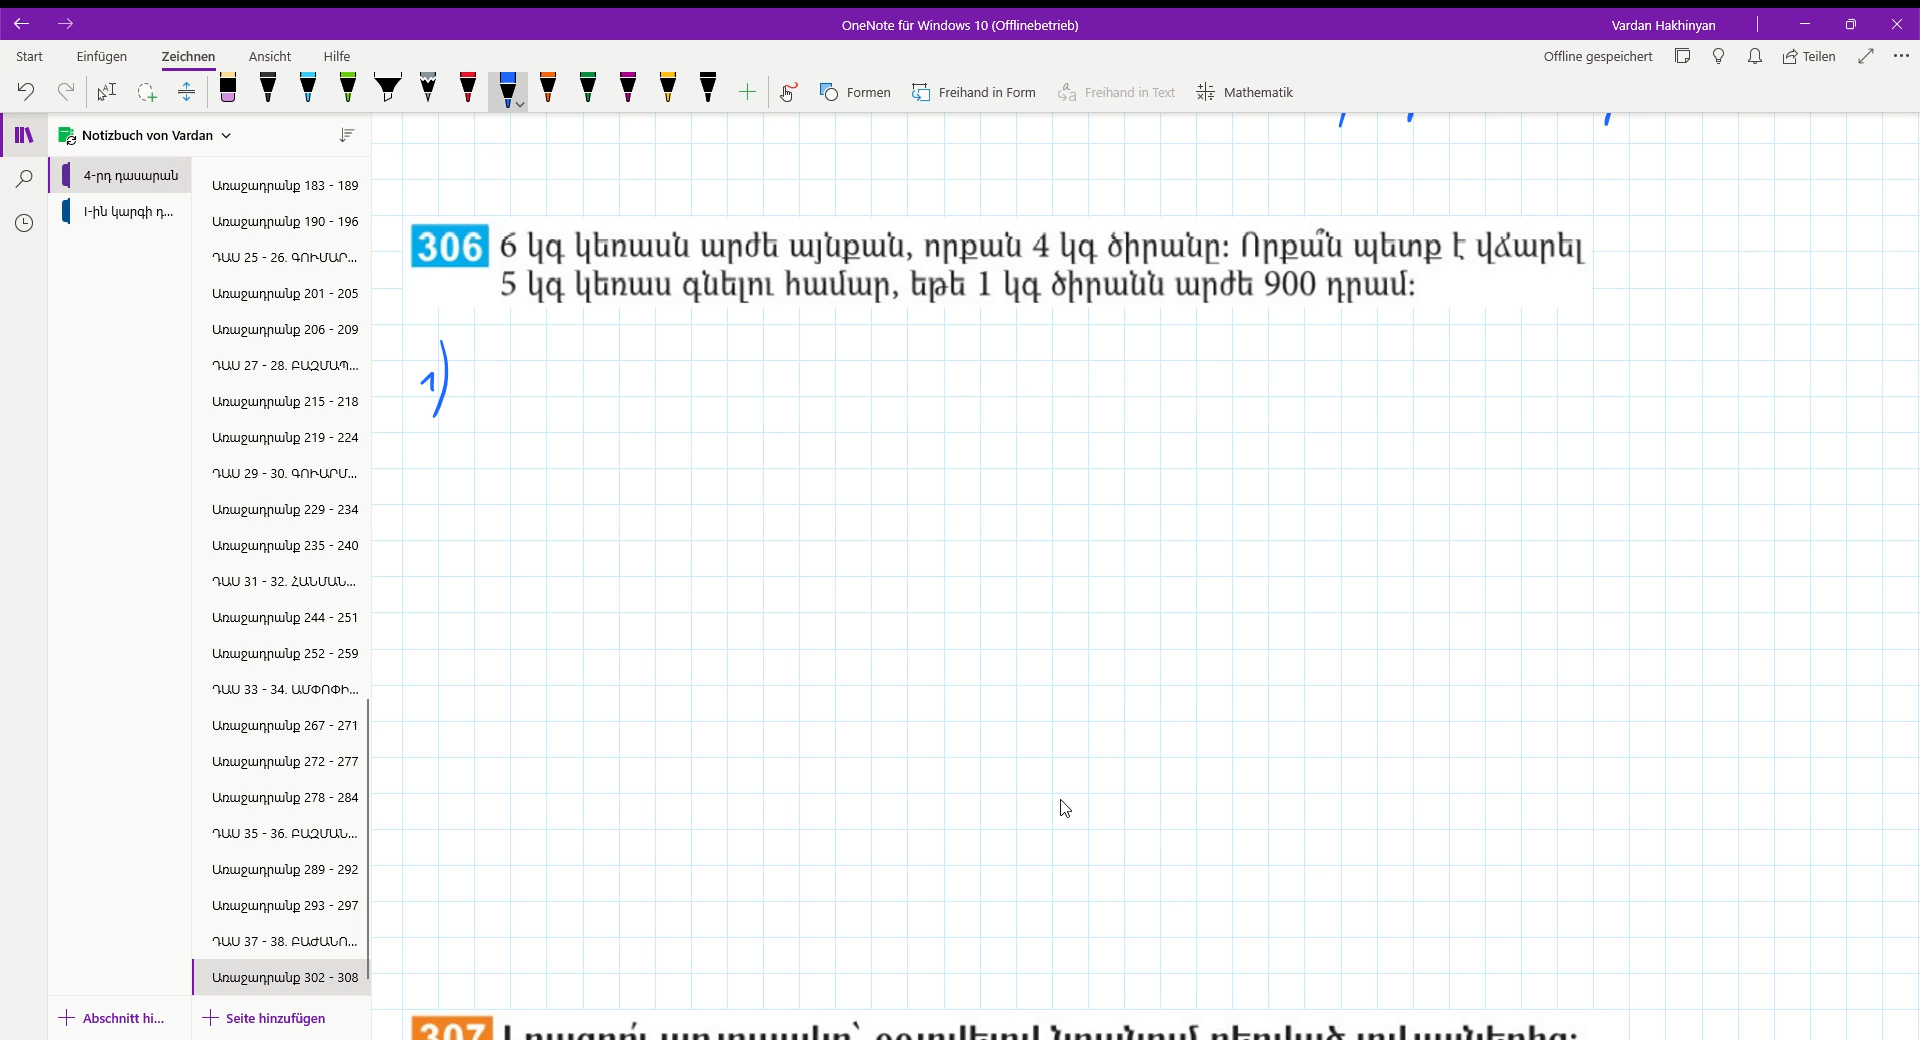 OneNote für Windows 10 (Offlinebetrieb)
Vardan Hakhinyan
Start
Einfügen
Zeichnen
Ansicht
Hilfe
Offline gespeichert
Teilen
Formen
Freihand in Form
Freihand in Text
Mathematik
Notizbuch von Vardan
4-րդ դասարան
I-ին կարգի դ...
Առաջադրանք 183 - 189
Առաջադրանք 190 - 196
ԴԱՍ 25 - 26. ԳՈՒՄԱՐ...
Առաջադրանք 201 - 205
Առաջադրանք 206 - 209
ԴԱՍ 27 - 28. ԲԱԶՄԱՊ...
Առաջադրանք 215 - 218
Առաջադրանք 219 - 224
ԴԱՍ 29 - 30. ԳՈՒԱՐՄ...
Առաջադրանք 229 - 234
Առաջադրանք 235 - 240
ԴԱՍ 31 - 32. ՀԱՆՄԱՆ...
Առաջադրանք 244 - 251
Առաջադրանք 252 - 259
ԴԱՍ 33 - 34. ԱՄՓՈՓԻ...
Առաջադրանք 267 - 271
Առաջադրանք 272 - 277
Առաջադրանք 278 - 284
ԴԱՍ 35 - 36. ԲԱԶՄԱՆ...
Առաջադրանք 289 - 292
Առաջադրանք 293 - 297
ԴԱՍ 37 - 38. ԲԱԺԱՆՈ...
Առաջադրանք 302 - 308
Abschnitt hi...
Seite hinzufügen
306 6 կգ կեռասն արժե այնքան, որքան 4 կգ ծիրանը: Որքա՞ն պետք է վճարել
5 կգ կեռաս գնելու համար, եթե 1 կգ ծիրանն արժե 900 դրամ:
1)
307